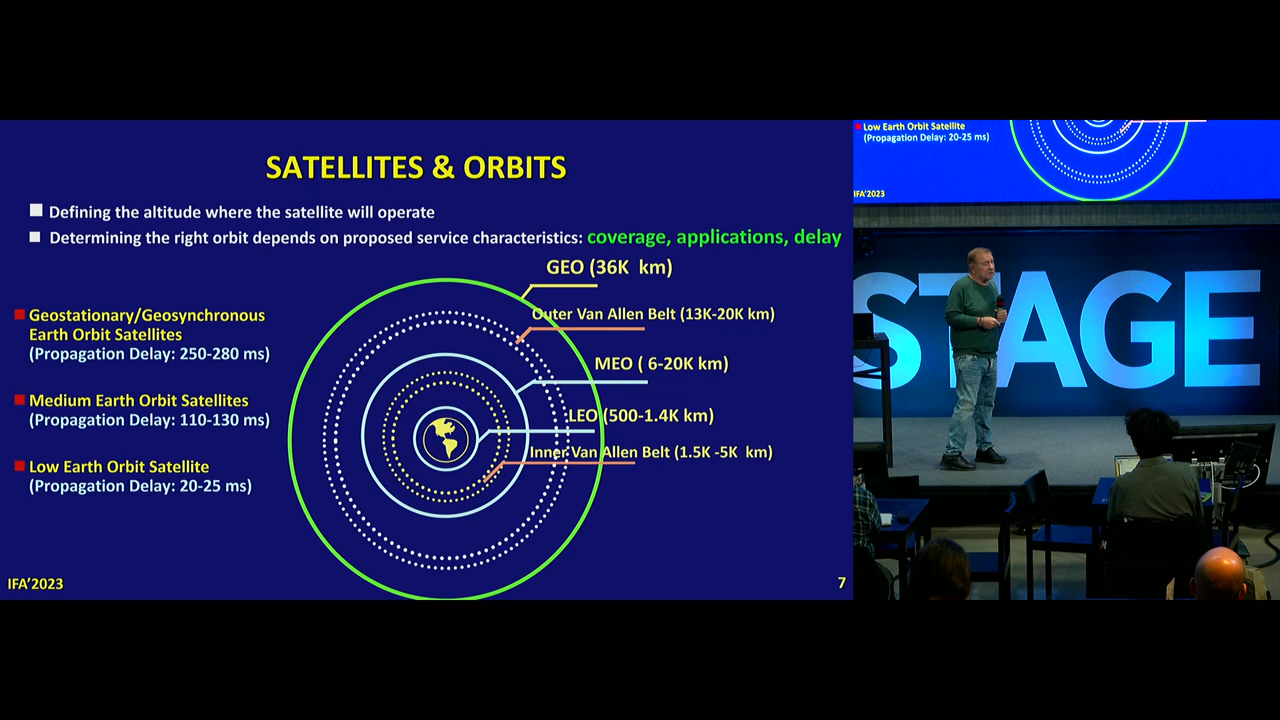 SATELLITES & ORBITS
Defining the altitude where the satellite will operate
Determining the right orbit depends on proposed service characteristics: coverage, applications, delay
GEO (36K km)
Geostationary/Geosynchronous
Earth Orbit Satellites
(Propagation Delay: 250-280 ms)
Outer Van Allen Belt (13K-20K km)
MEO ( 6-20K km)
Medium Earth Orbit Satellites
(Propagation Delay: 110-130 ms)
LEO (500-1.4K km)
Inner Van Allen Belt (1.5K -5K km)
Low Earth Orbit Satellite
(Propagation Delay: 20-25 ms)
IFA'2023
7
Low Earth Orbit Satellite
(Propagation Delay: 20-25 ms)
IFA'2023
STAGE